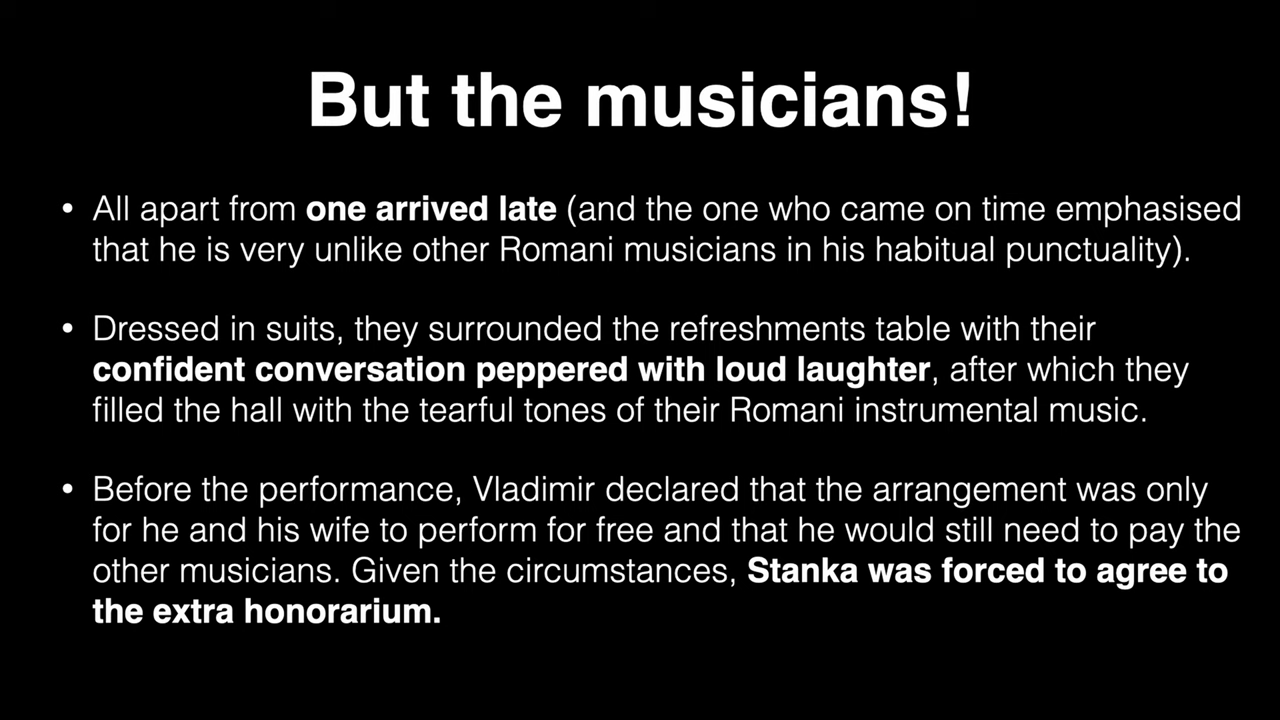 But the musicians!
• All apart from one arrived late (and the one who came on time emphasised
that he is very unlike other Romani musicians in his habitual punctuality).
• Dressed in suits, they surrounded the refreshments table with their
confident conversation peppered with loud laughter, after which they
filled the hall with the tearful tones of their Romani instrumental music.
• Before the performance, Vladimir declared that the arrangement was only
for he and his wife to perform for free and that he would still need to pay the
other musicians. Given the circumstances, Stanka was forced to agree to
the extra honorarium.